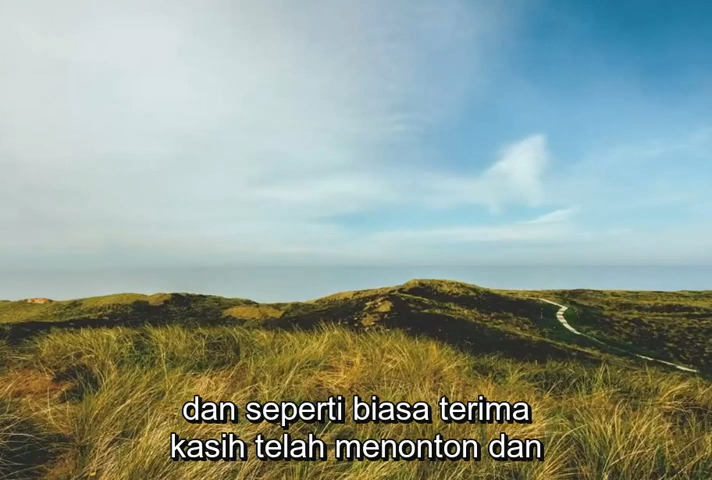 dan seperti biasa terima
kasih telah menonton dan